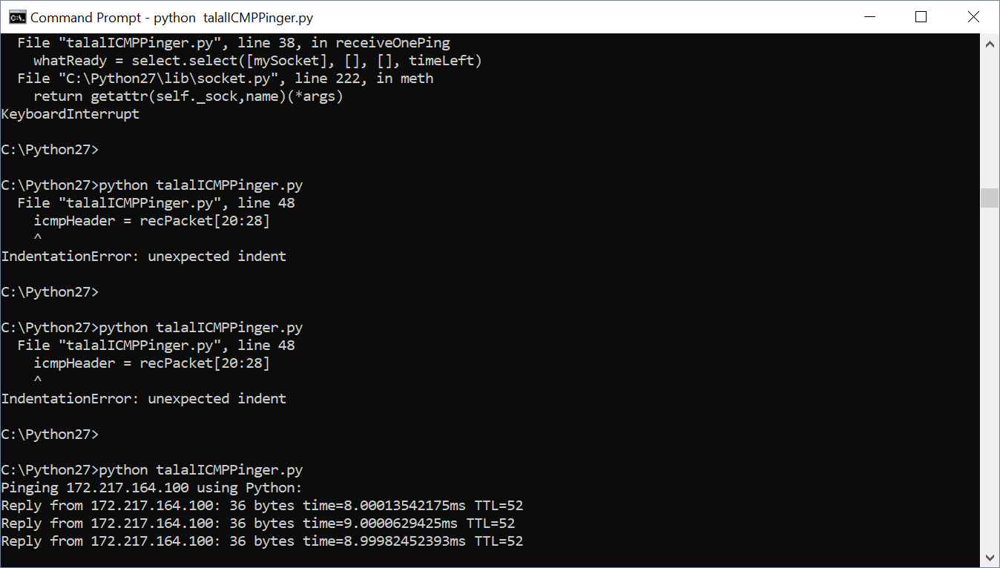 Command Prompt - python  talalICMPPinger.py
  File "talalICMPPinger.py", line 38, in receiveOnePing
    whatReady = select.select([mySocket], [], [], timeLeft)
  File "C:\Python27\lib\socket.py", line 222, in meth
    return getattr(self._sock,name)(*args)
KeyboardInterrupt
C:\Python27>
C:\Python27>python talalICMPPinger.py
  File "talalICMPPinger.py", line 48
    icmpHeader = recPacket[20:28]
    ^
IndentationError: unexpected indent
C:\Python27>
C:\Python27>python talalICMPPinger.py
  File "talalICMPPinger.py", line 48
    icmpHeader = recPacket[20:28]
    ^
IndentationError: unexpected indent
C:\Python27>
C:\Python27>python talalICMPPinger.py
Pinging 172.217.164.100 using Python:
Reply from 172.217.164.100: 36 bytes time=8.00013542175ms TTL=52
Reply from 172.217.164.100: 36 bytes time=9.0000629425ms TTL=52
Reply from 172.217.164.100: 36 bytes time=8.99982452393ms TTL=52